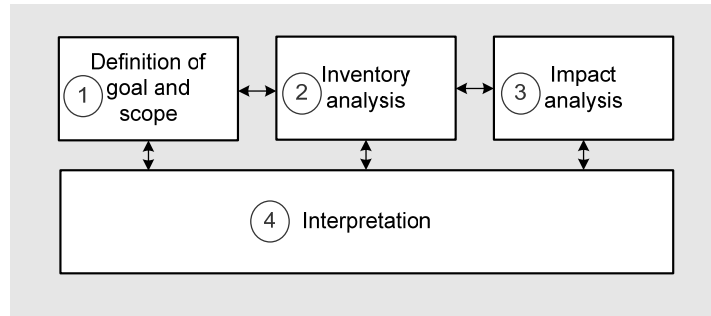 Definition of
1 goal and
scope
2 Inventory
analysis
3 Impact
analysis
4 Interpretation